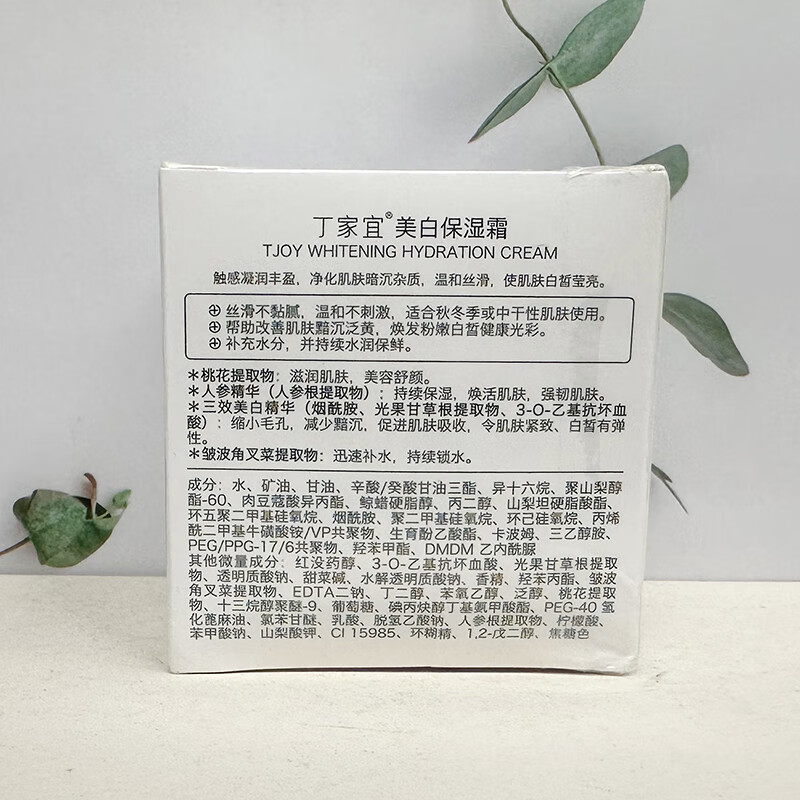 丁家宜®美白保湿霜
TJOY WHITENING HYDRATION CREAM
触感凝润丰盈，净化肌肤暗沉杂质，温和丝滑，使肌肤白皙莹亮。
⊕ 丝滑不黏腻，温和不刺激，适合秋冬季或中干性肌肤使用。
⊕ 帮助改善肌肤黯沉泛黄，焕发粉嫩白皙健康光彩。
⊕ 补充水分，并持续水润保鲜。
＊桃花提取物：滋润肌肤，美容舒颜。
＊人参精华（人参根提取物）：持续保湿，焕活肌肤，强韧肌肤。
＊三效美白精华（烟酰胺、光果甘草根提取物、3-O-乙基抗坏血
酸）：缩小毛孔，减少黯沉，促进肌肤吸收，令肌肤紧致、白皙有弹
性。
＊皱波角叉菜提取物：迅速补水，持续锁水。
成分：水、矿油、甘油、辛酸/癸酸甘油三酯、异十六烷、聚山梨醇
酯-60、肉豆蔻酸异丙酯、鲸蜡硬脂醇、丙二醇、山梨坦硬脂酸酯、
环五聚二甲基硅氧烷、烟酰胺、聚二甲基硅氧烷、环己硅氧烷、丙烯
酰二甲基牛磺酸铵/VP共聚物、生育酚乙酸酯、卡波姆、三乙醇胺、
PEG/PPG-17/6共聚物、羟苯甲酯、DMDM 乙内酰脲
其他微量成分：红没药醇、3-O-乙基抗坏血酸、光果甘草根提取
物、透明质酸钠、甜菜碱、水解透明质酸钠、香精、羟苯丙酯、皱波
角叉菜提取物、EDTA二钠、丁二醇、苯氧乙醇、泛醇、桃花提取
物、十三烷醇聚醚-9、葡萄糖、碘丙炔醇丁基氨甲酸酯、PEG-40 氢
化蓖麻油、氯苯甘醚、乳酸、脱氢乙酸钠、人参根提取物、柠檬酸、
苯甲酸钠、山梨酸钾、CI 15985、环糊精、1,2-戊二醇、焦糖色